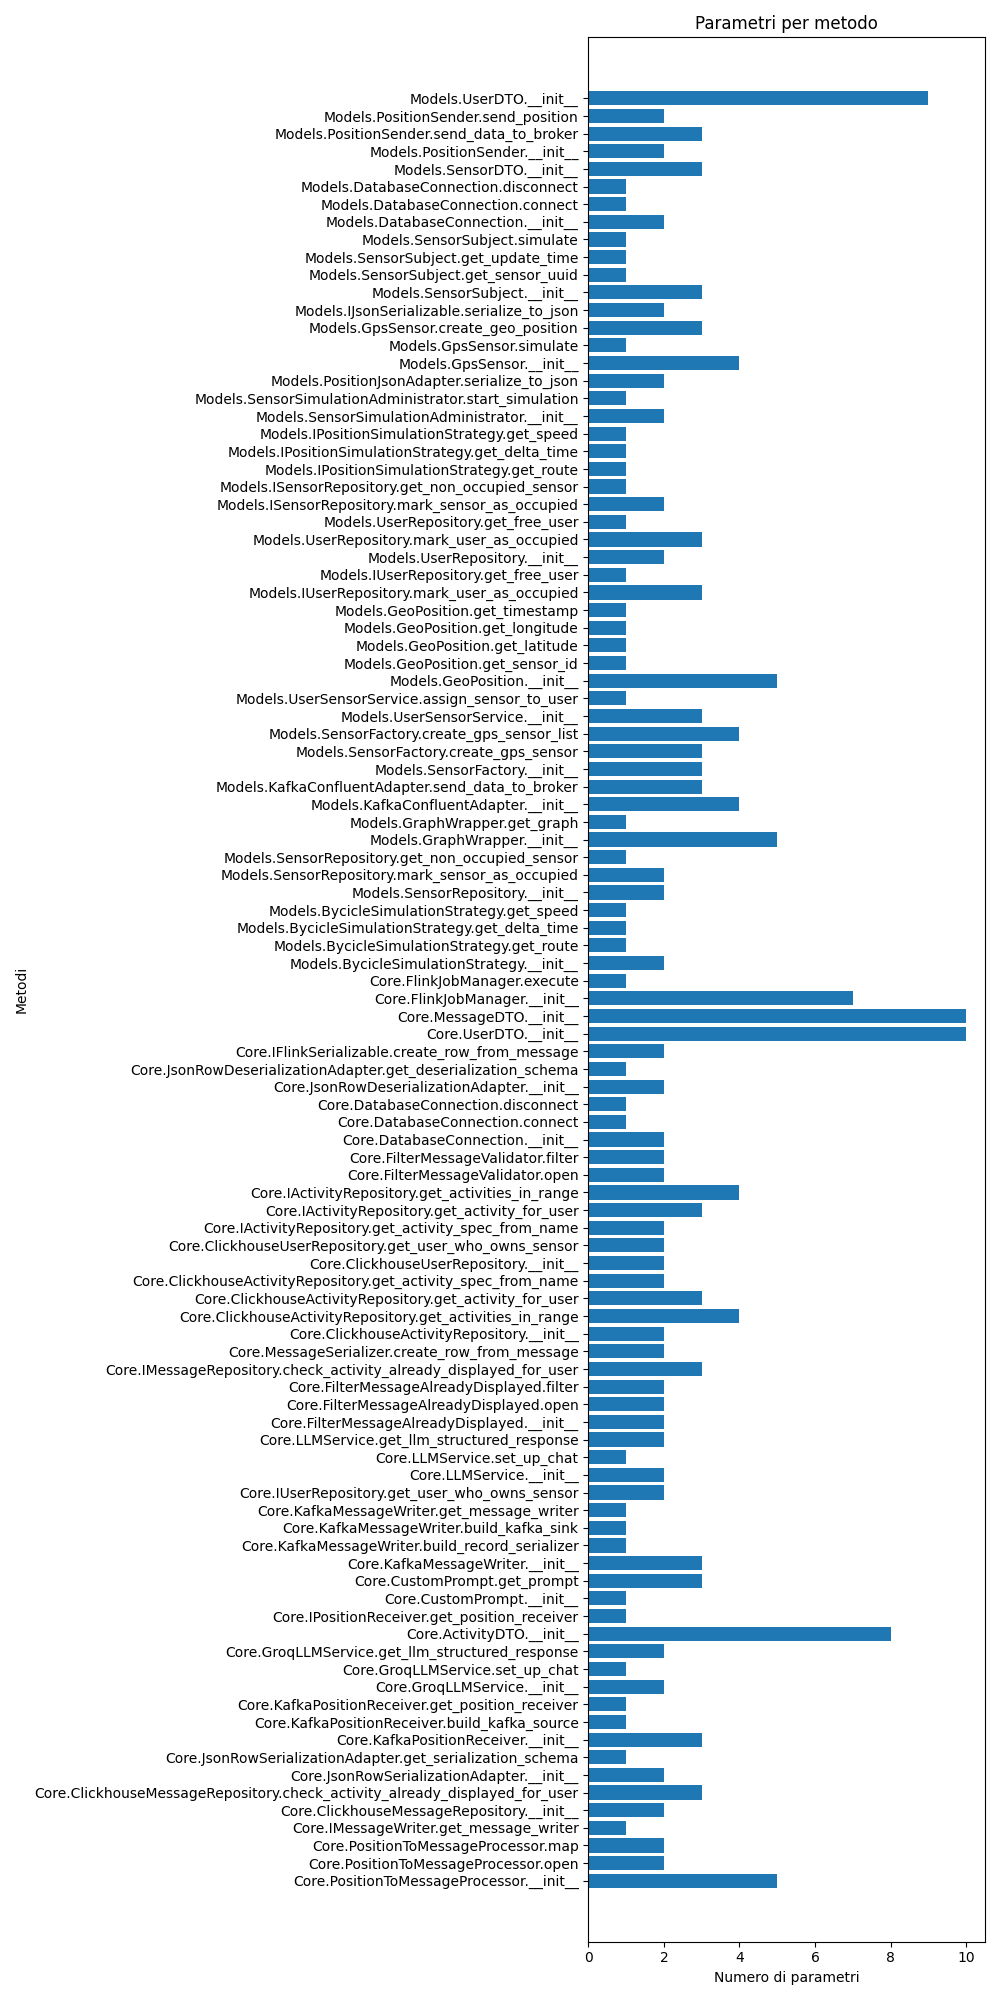 Parametri per metodo
Models.UserDTO.__init__
Models.PositionSender.send_position
Models.PositionSender.send_data_to_broker
Models.PositionSender.__init__
Models.SensorDTO.__init__
Models.DatabaseConnection.disconnect
Models.DatabaseConnection.connect
Models.DatabaseConnection.__init__
Models.SensorSubject.simulate
Models.SensorSubject.get_update_time
Models.SensorSubject.get_sensor_uuid
Models.SensorSubject.__init__
Models.IJsonSerializable.serialize_to_json
Models.GpsSensor.create_geo_position
Models.GpsSensor.simulate
Models.GpsSensor.__init__
Models.PositionJsonAdapter.serialize_to_json
Models.SensorSimulationAdministrator.start_simulation
Models.SensorSimulationAdministrator.__init__
Models.IPositionSimulationStrategy.get_speed
Models.IPositionSimulationStrategy.get_delta_time
Models.IPositionSimulationStrategy.get_route
Models.ISensorRepository.get_non_occupied_sensor
Models.ISensorRepository.mark_sensor_as_occupied
Models.UserRepository.get_free_user
Models.UserRepository.mark_user_as_occupied
Models.UserRepository.__init__
Models.IUserRepository.get_free_user
Models.IUserRepository.mark_user_as_occupied
Models.GeoPosition.get_timestamp
Models.GeoPosition.get_longitude
Models.GeoPosition.get_latitude
Models.GeoPosition.get_sensor_id
Models.GeoPosition.__init__
Models.UserSensorService.assign_sensor_to_user
Models.UserSensorService.__init__
Models.SensorFactory.create_gps_sensor_list
Models.SensorFactory.create_gps_sensor
Models.SensorFactory.__init__
Models.KafkaConfluentAdapter.send_data_to_broker
Models.KafkaConfluentAdapter.__init__
Models.GraphWrapper.get_graph
Models.GraphWrapper.__init__
Models.SensorRepository.get_non_occupied_sensor
Models.SensorRepository.mark_sensor_as_occupied
Models.SensorRepository.__init__
Models.BycicleSimulationStrategy.get_speed
Models.BycicleSimulationStrategy.get_delta_time
Models.BycicleSimulationStrategy.get_route
Models.BycicleSimulationStrategy.__init__
Metodi
Core.FlinkJobManager.execute
Core.FlinkJobManager.__init__
Core.MessageDTO.__init__
Core.UserDTO.__init__
Core.IFlinkSerializable.create_row_from_message
Core.JsonRowDeserializationAdapter.get_deserialization_schema
Core.JsonRowDeserializationAdapter.__init__
Core.DatabaseConnection.disconnect
Core.DatabaseConnection.connect
Core.DatabaseConnection.__init__
Core.FilterMessageValidator.filter
Core.FilterMessageValidator.open
Core.IActivityRepository.get_activities_in_range
Core.IActivityRepository.get_activity_for_user
Core.IActivityRepository.get_activity_spec_from_name
Core.ClickhouseUserRepository.get_user_who_owns_sensor
Core.ClickhouseUserRepository.__init__
Core.ClickhouseActivityRepository.get_activity_spec_from_name
Core.ClickhouseActivityRepository.get_activity_for_user
Core.ClickhouseActivityRepository.get_activities_in_range
Core.ClickhouseActivityRepository.__init__
Core.MessageSerializer.create_row_from_message
Core.IMessageRepository.check_activity_already_displayed_for_user
Core.FilterMessageAlreadyDisplayed.filter
Core.FilterMessageAlreadyDisplayed.open
Core.FilterMessageAlreadyDisplayed.__init__
Core.LLMService.get_llm_structured_response
Core.LLMService.set_up_chat
Core.LLMService.__init__
Core.IUserRepository.get_user_who_owns_sensor
Core.KafkaMessageWriter.get_message_writer
Core.KafkaMessageWriter.build_kafka_sink
Core.KafkaMessageWriter.build_record_serializer
Core.KafkaMessageWriter.__init__
Core.CustomPrompt.get_prompt
Core.CustomPrompt.__init__
Core.IPositionReceiver.get_position_receiver
Core.ActivityDTO.__init__
Core.GroqLLMService.get_llm_structured_response
Core.GroqLLMService.set_up_chat
Core.GroqLLMService.__init__
Core.KafkaPositionReceiver.get_position_receiver
Core.KafkaPositionReceiver.build_kafka_source
Core.KafkaPositionReceiver.__init__
Core.JsonRowSerializationAdapter.get_serialization_schema
Core.JsonRowSerializationAdapter.__init__
Core.ClickhouseMessageRepository.check_activity_already_displayed_for_user
Core.ClickhouseMessageRepository.__init__
Core.IMessageWriter.get_message_writer
Core.PositionToMessageProcessor.map
Core.PositionToMessageProcessor.open
Core.PositionToMessageProcessor.__init__
0 2 4 6 8 10
Numero di parametri